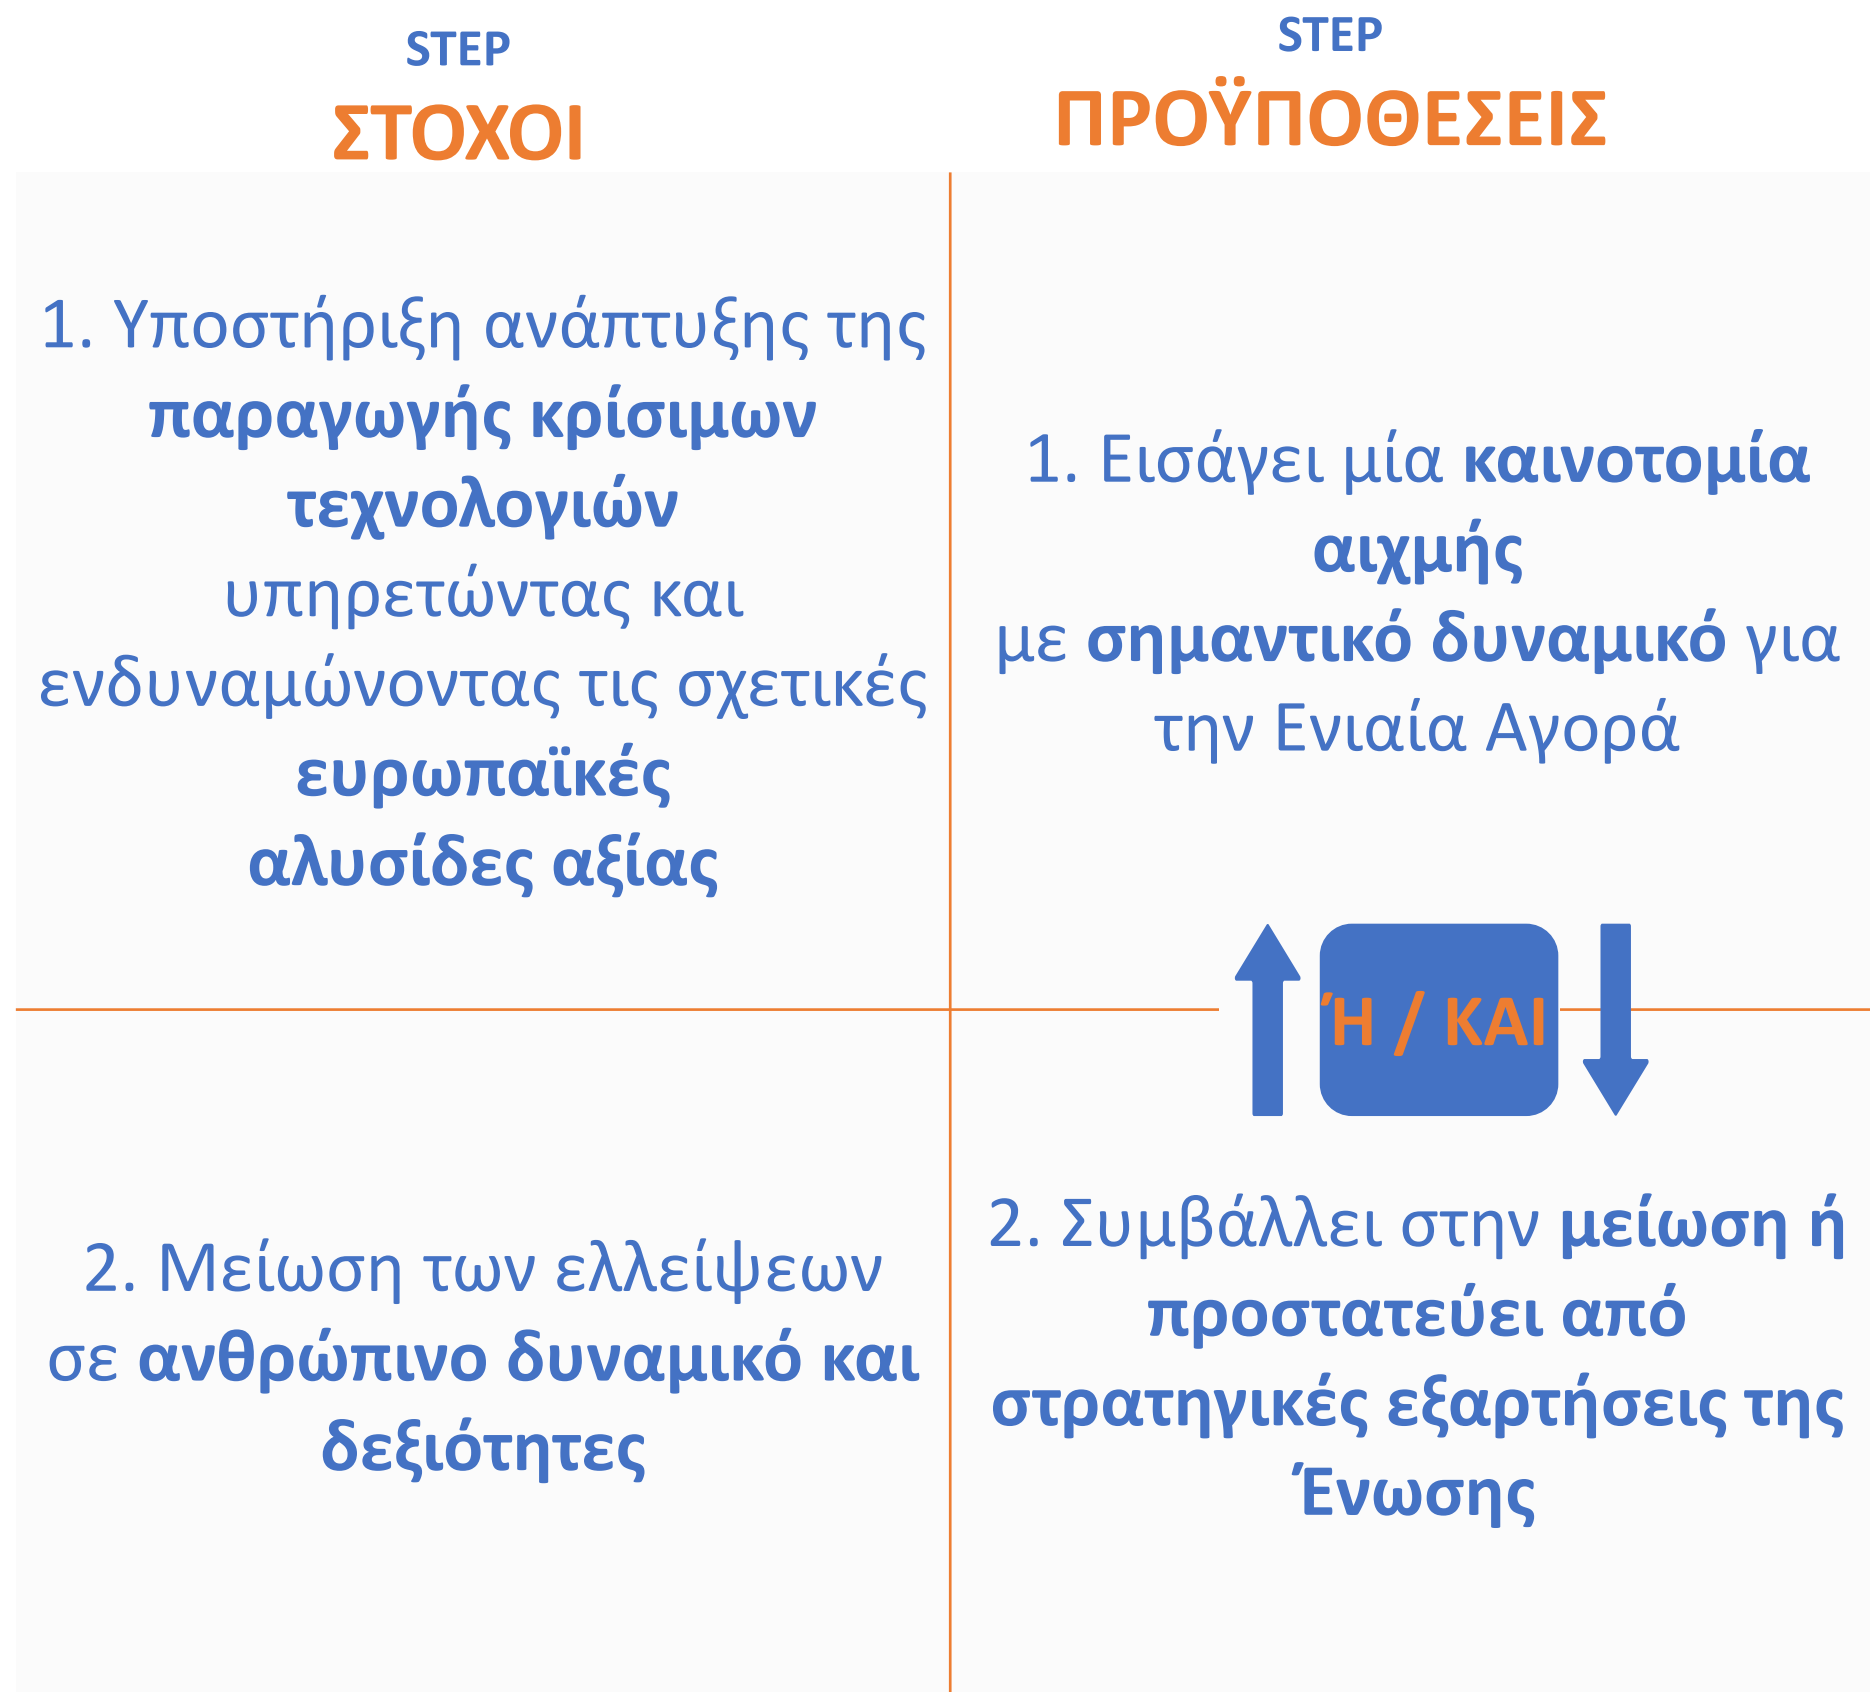 STEP
ΣΤΟΧΟΙ
1. Υποστήριξη ανάπτυξης της
παραγωγής κρίσιμων
τεχνολογιών
υπηρετώντας και
ενδυναμώνοντας τις σχετικές
ευρωπαϊκές
αλυσίδες αξίας
2. Μείωση των ελλείψεων
σε ανθρώπινο δυναμικό και
δεξιότητες
STEP
ΠΡΟΫΠΟΘΕΣΕΙΣ
1. Εισάγει μία καινοτομία
αιχμής
με σημαντικό δυναμικό για
την Ενιαία Αγορά
Ή / ΚΑΙ
2. Συμβάλλει στην μείωση ή
προστατεύει από
στρατηγικές εξαρτήσεις της
Ένωσης